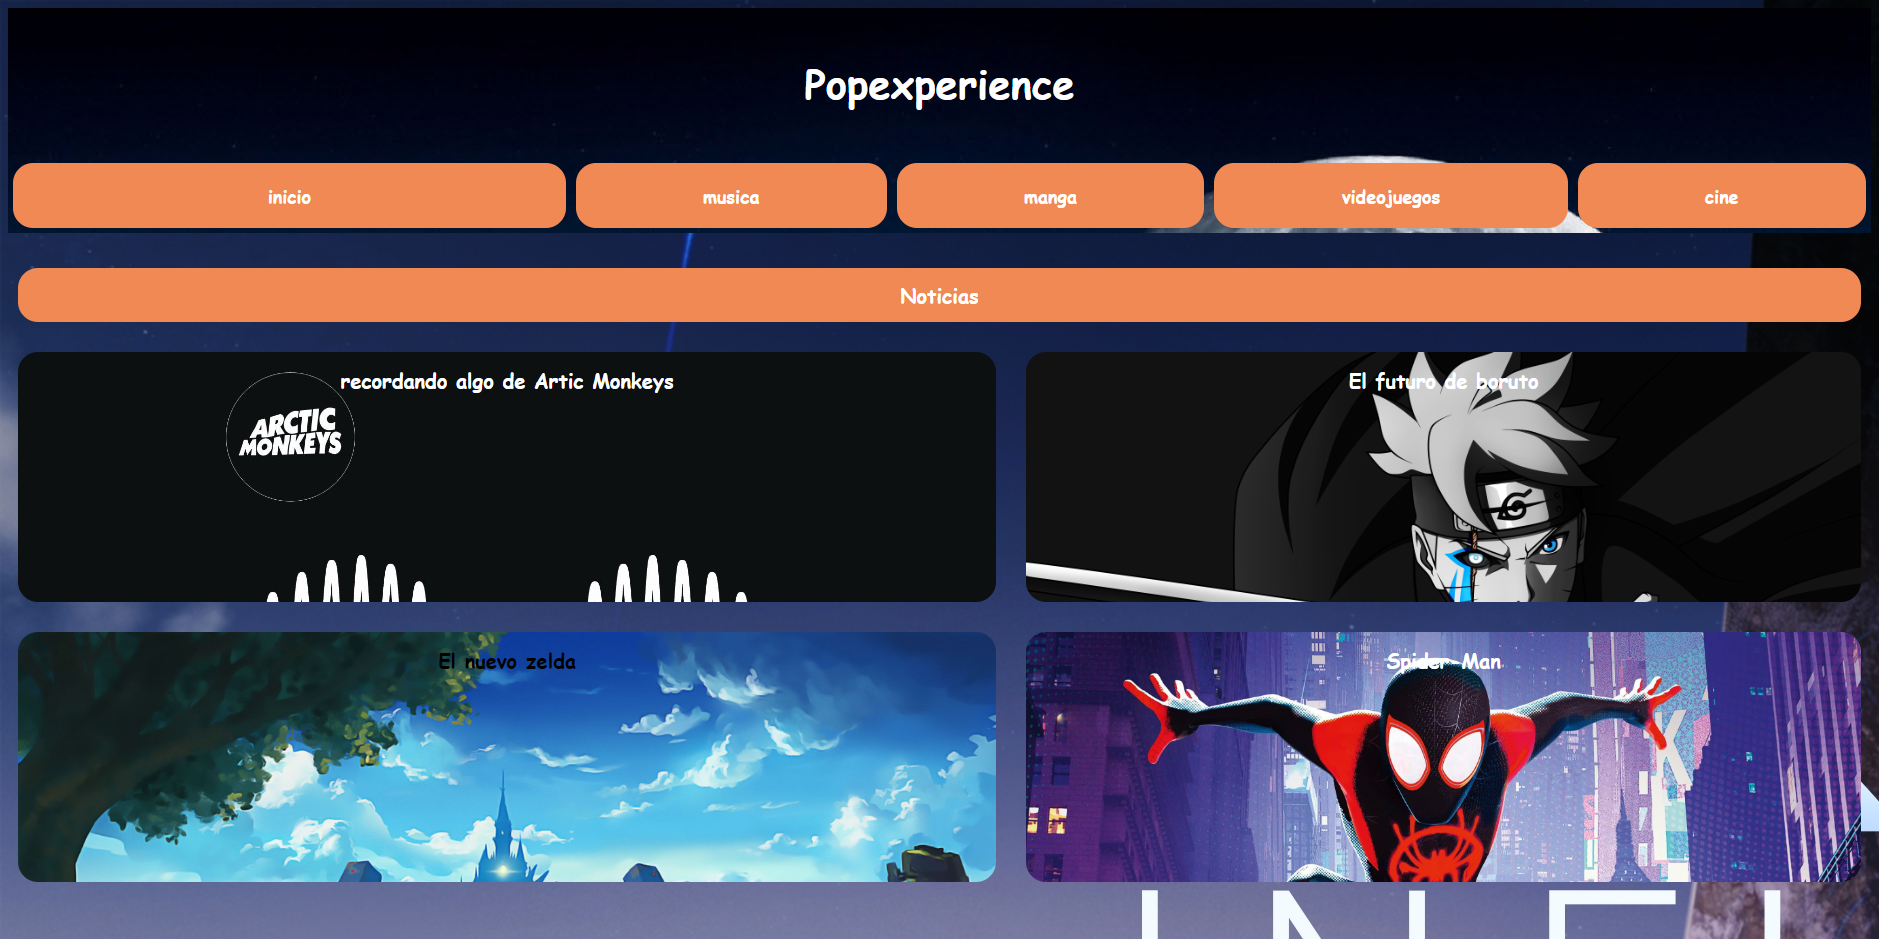 Popexperience
inicio
musica
manga
videojuegos
cine
Noticias
recordando algo de Artic Monkeys
ARCTIC
MONKEYS
El futuro de boruto
El nuevo zelda
Spider-Man
K